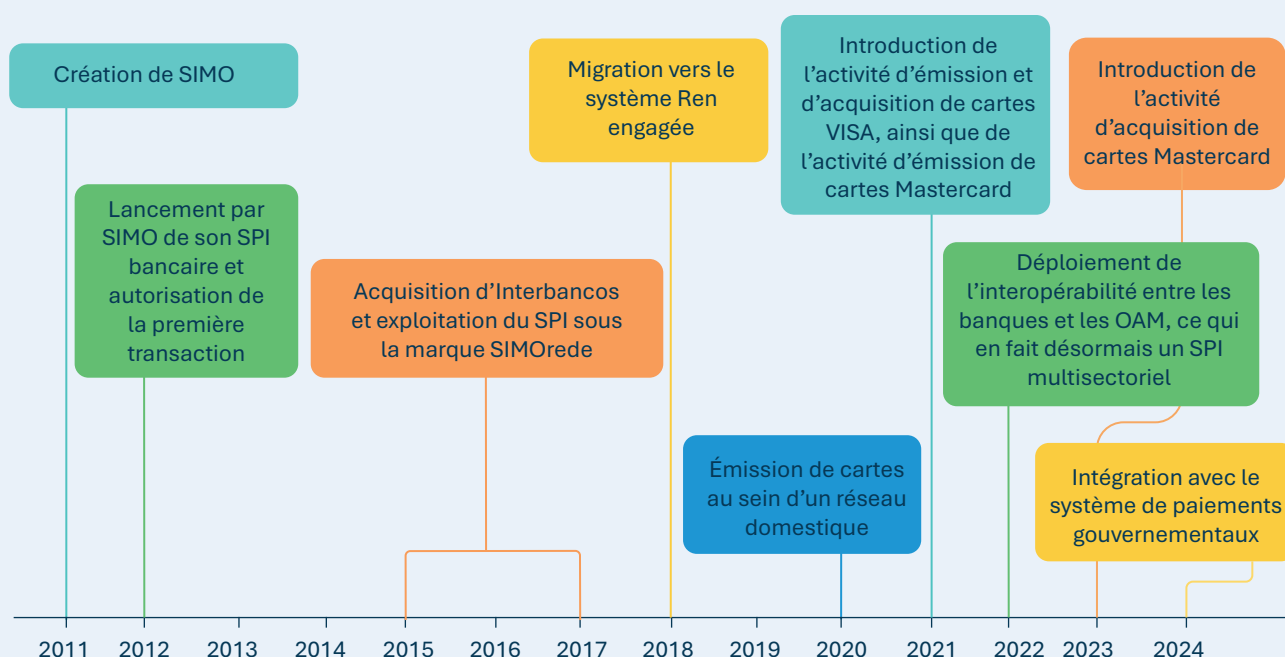 Création de SIMO
Lancement par
SIMO de son SPI
bancaire et
autorisation de
la première
transaction
Acquisition d’Interbancos
et exploitation du SPI sous
la marque SIMOrede
Migration vers le
système Ren
engagée
Émission de cartes
au sein d’un réseau
domestique
Introduction de
l’activité d’émission et
d’acquisition de cartes
VISA, ainsi que de
l’activité d’émission de
cartes Mastercard
Déploiement de
l’interopérabilité entre les
banques et les OAM, ce qui
en fait désormais un SPI
multisectoriel
Introduction de
l’activité
d’acquisition de
cartes Mastercard
Intégration avec le
système de paiements
gouvernementaux
2011 2012 2013 2014 2015 2016 2017 2018 2019 2020 2021 2022 2023 2024